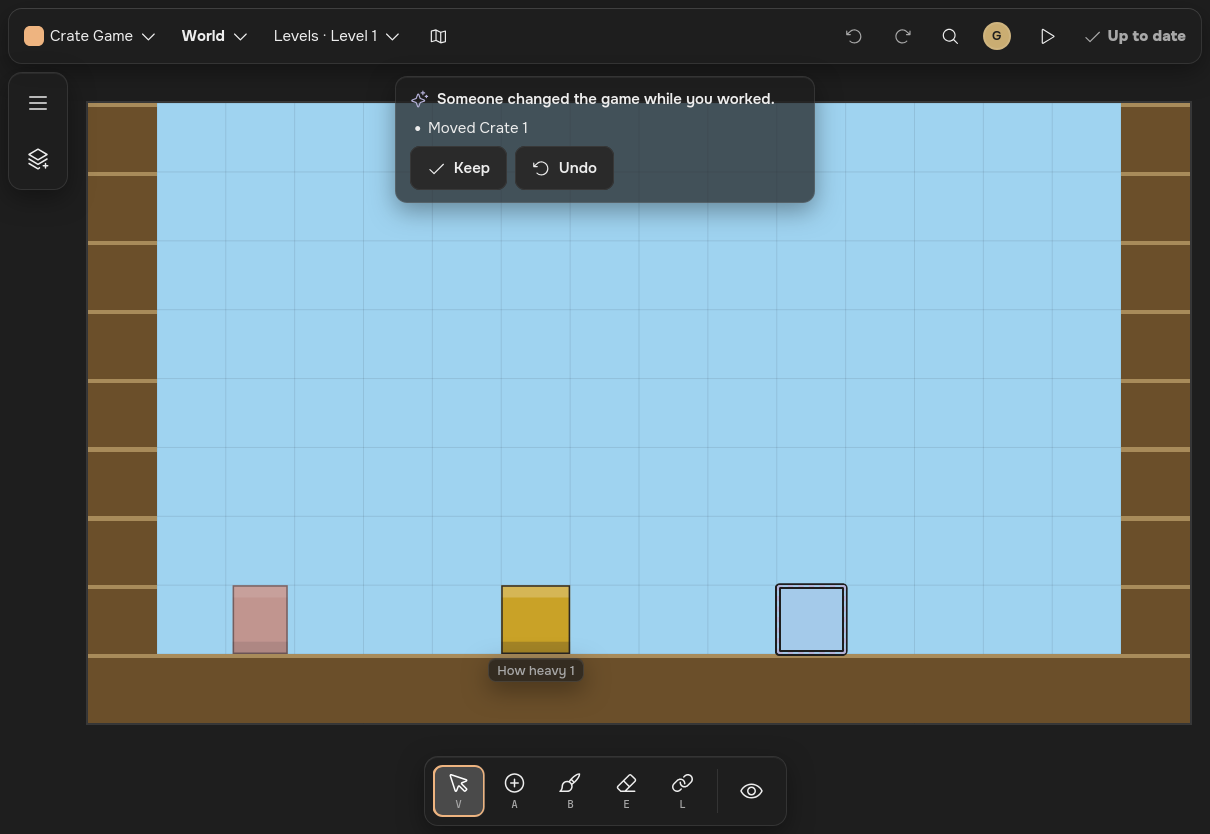 Crate Game World Levels · Level 1 G Up to date
Someone changed the game while you worked.
• Moved Crate 1
Keep Undo
How heavy 1
V A B E L